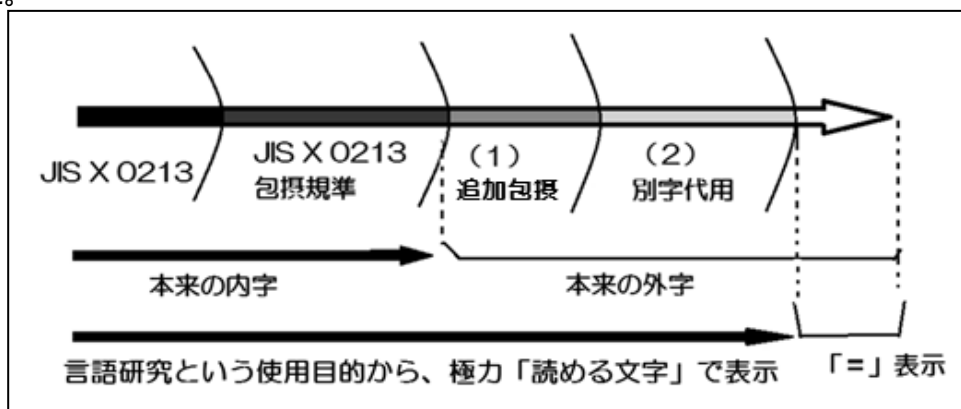 JIS X 0213
JIS X 0213
包摂規準
（1）
追加包摂
（2）
別字代用
本来の内字
本来の外字
言語研究という使用目的から、極力「読める文字」で表示
「=」表示